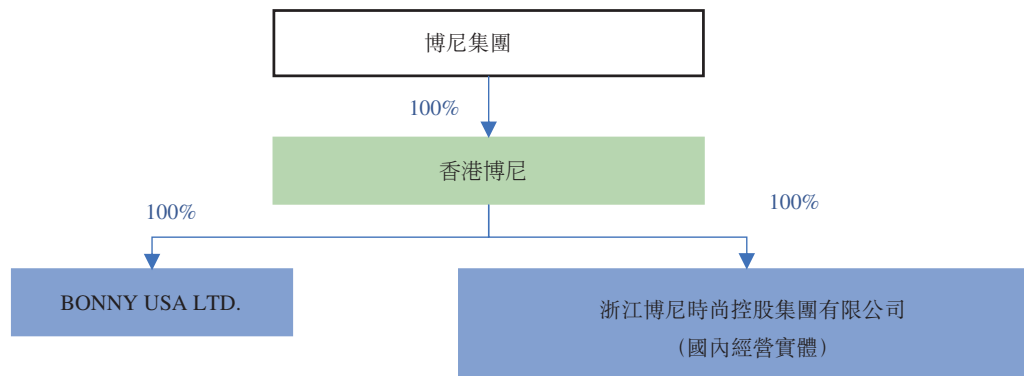 博尼集團
100%
香港博尼
100%
100%
BONNY USA LTD.
浙江博尼時尚控股集團有限公司
（國內經營實體）